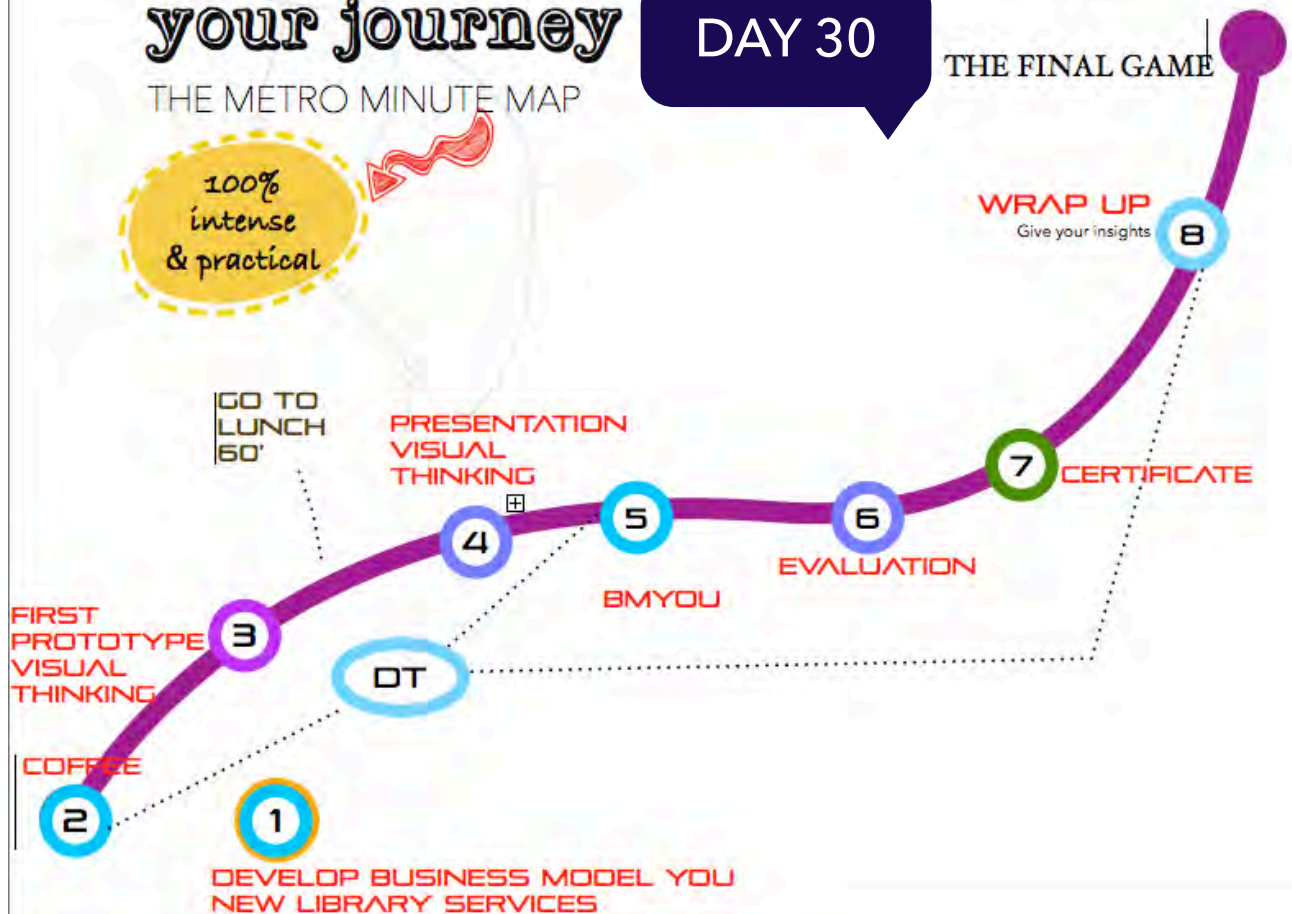 your journey
THE METRO MINUTE MAP
DAY 30
THE FINAL GAME
100%
intense
& practical
WRAP UP
Give your insights
8
GO TO
LUNCH
60'
PRESENTATION
VISUAL
THINKING
7
CERTIFICATE
4
5
6
EVALUATION
BMYOU
FIRST
PROTOTYPE
VISUAL
THINKING
3
DT
COFFEE
2
1
DEVELOP BUSINESS MODEL YOU
NEW LIBRARY SERVICES